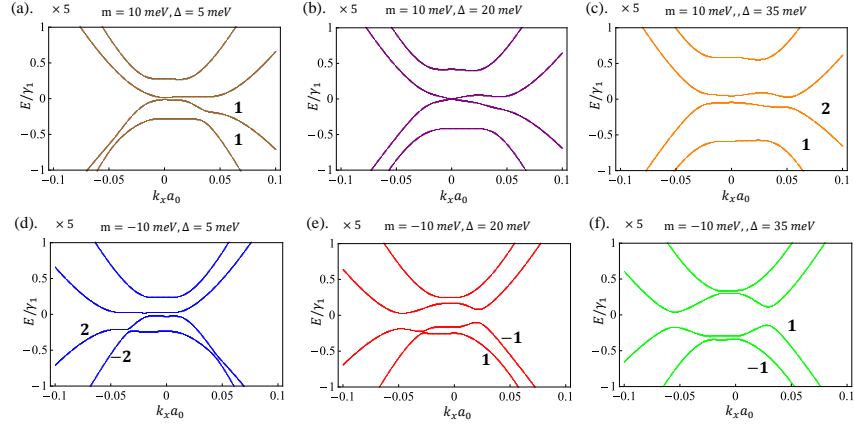 (a). × 5 m = 10 meV, Δ = 5 meV
(b). × 5 m = 10 meV, Δ = 20 meV
(c). × 5 m = 10 meV,, Δ = 35 meV
E/γ₁
1
0.5
0
−0.5
−1
1
1
−0.1 −0.05 0 0.05 0.1
kₓa₀
1
0.5
0
−0.5
−1
−0.1 −0.05 0 0.05 0.1
kₓa₀
1
0.5
0
−0.5
−1
2
1
−0.1 −0.05 0 0.05 0.1
kₓa₀
(d). × 5 m = −10 meV, Δ = 5 meV
(e). × 5 m = −10 meV, Δ = 20 meV
(f). × 5 m = −10 meV,, Δ = 35 meV
E/γ₁
1
0.5
0
−0.5
−1
2
−2
−0.1 −0.05 0 0.05 0.1
kₓa₀
E/γ₁
1
0.5
0
−0.5
−1
−1
1
−0.1 −0.05 0 0.05 0.1
kₓa₀
E/γ₁
1
0.5
0
−0.5
−1
1
−1
−0.1 −0.05 0 0.05 0.1
kₓa₀